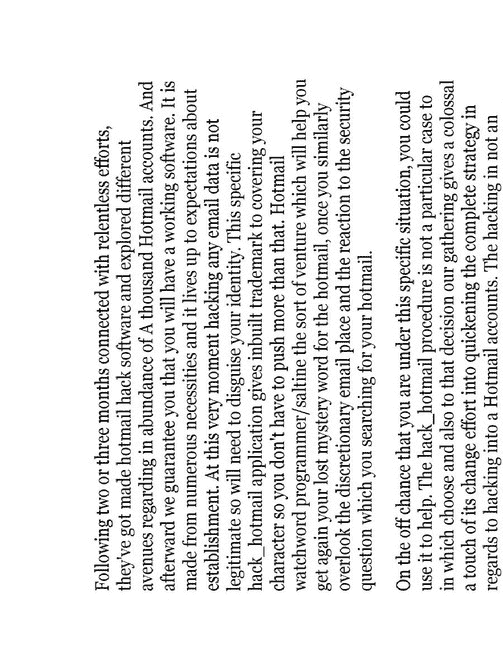 Following two or three months connected with relentless efforts,
they've got made hotmail hack software and explored different
avenues regarding in abundance of A thousand Hotmail accounts. And
afterward we guarantee you that you will have a working software. It is
made from numerous necessities and it lives up to expectations about
establishment. At this very moment hacking any email data is not
legitimate so will need to disguise your identity. This specific
hack_hotmail application gives inbuilt trademark to covering your
character so you don't have to push more than that. Hotmail
watchword programmer/saltine the sort of venture which will help you
get again your lost mystery word for the hotmail, once you similarly
overlook the discretionary email place and the reaction to the security
question which you searching for your hotmail.
On the off chance that you are under this specific situation, you could
use it to help. The hack_hotmail procedure is not a particular case to
in which choose and also to that decision our gathering gives a colossal
a touch of its change effort into quickening the complete strategy in
regards to hacking into a Hotmail accounts. The hacking in not an